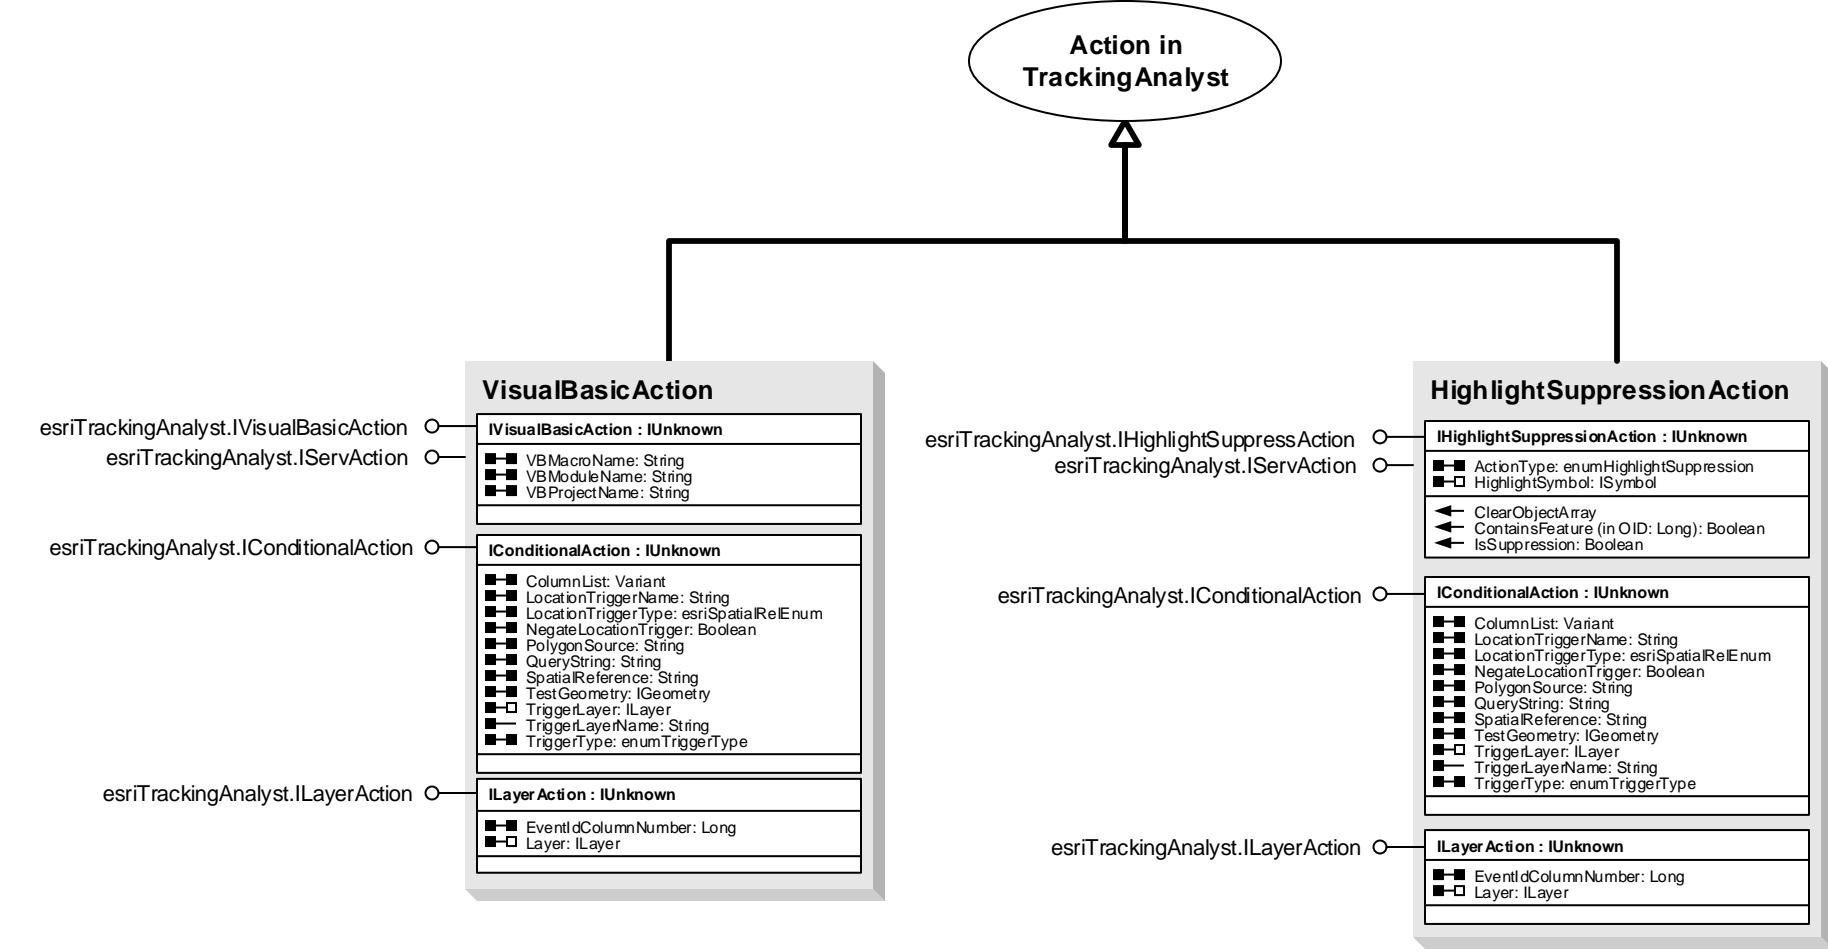 Action in
TrackingAnalyst
VisualBasicAction
esriTrackingAnalyst.IVisualBasicAction
esriTrackingAnalyst.IServAction
IVisualBasicAction : IUnknown
VBMacroName: String
VBModuleName: String
VBProjectName: String
esriTrackingAnalyst.IConditionalAction
IConditionalAction : IUnknown
ColumnList: Variant
LocationTriggerName: String
LocationTriggerType: esriSpatialRelEnum
NegateLocationTrigger: Boolean
PolygonSource: String
QueryString: String
SpatialReference: String
TestGeometry: IGeometry
TriggerLayer: ILayer
TriggerLayerName: String
TriggerType: enumTriggerType
esriTrackingAnalyst.ILayerAction
ILayerAction : IUnknown
EventIdColumnNumber: Long
Layer: ILayer
HighlightSuppressionAction
esriTrackingAnalyst.IHighlightSuppressAction
esriTrackingAnalyst.IServAction
IHighlightSuppressionAction : IUnknown
ActionType: enumHighlightSuppression
HighlightSymbol: ISymbol
ClearObjectArray
ContainsFeature (in OID: Long): Boolean
IsSuppression: Boolean
esriTrackingAnalyst.IConditionalAction
IConditionalAction : IUnknown
ColumnList: Variant
LocationTriggerName: String
LocationTriggerType: esriSpatialRelEnum
NegateLocationTrigger: Boolean
PolygonSource: String
QueryString: String
SpatialReference: String
TestGeometry: IGeometry
TriggerLayer: ILayer
TriggerLayerName: String
TriggerType: enumTriggerType
esriTrackingAnalyst.ILayerAction
ILayerAction : IUnknown
EventIdColumnNumber: Long
Layer: ILayer